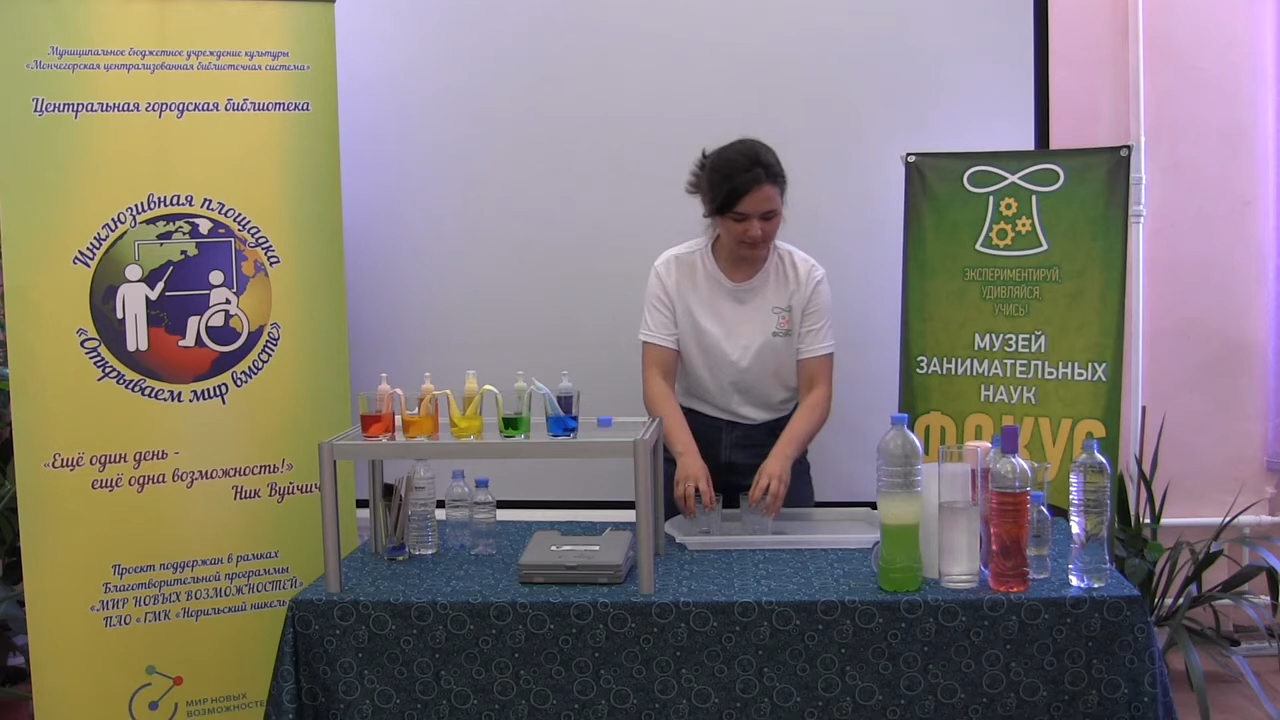 Муниципальное бюджетное учреждение культуры
«Мончегорская централизованная библиотечная система»
Центральная городская библиотека
Инклюзивная площадка
«Открываем мир вместе»
«Ещё один день -
ещё одна возможность!»
Ник Вуйчич
Проект поддержан в рамках
Благотворительной программы
«МИР НОВЫХ ВОЗМОЖНОСТЕЙ»
ПАО «ГМК «Норильский никель
МИР НОВЫХ
ВОЗМОЖНОСТЕ
ЭКСПЕРИМЕНТИРУЙ,
УДИВЛЯЙСЯ,
УЧИСЬ!
МУЗЕЙ
ЗАНИМАТЕЛЬНЫХ
НАУК
ФОКУС
ФОКУС